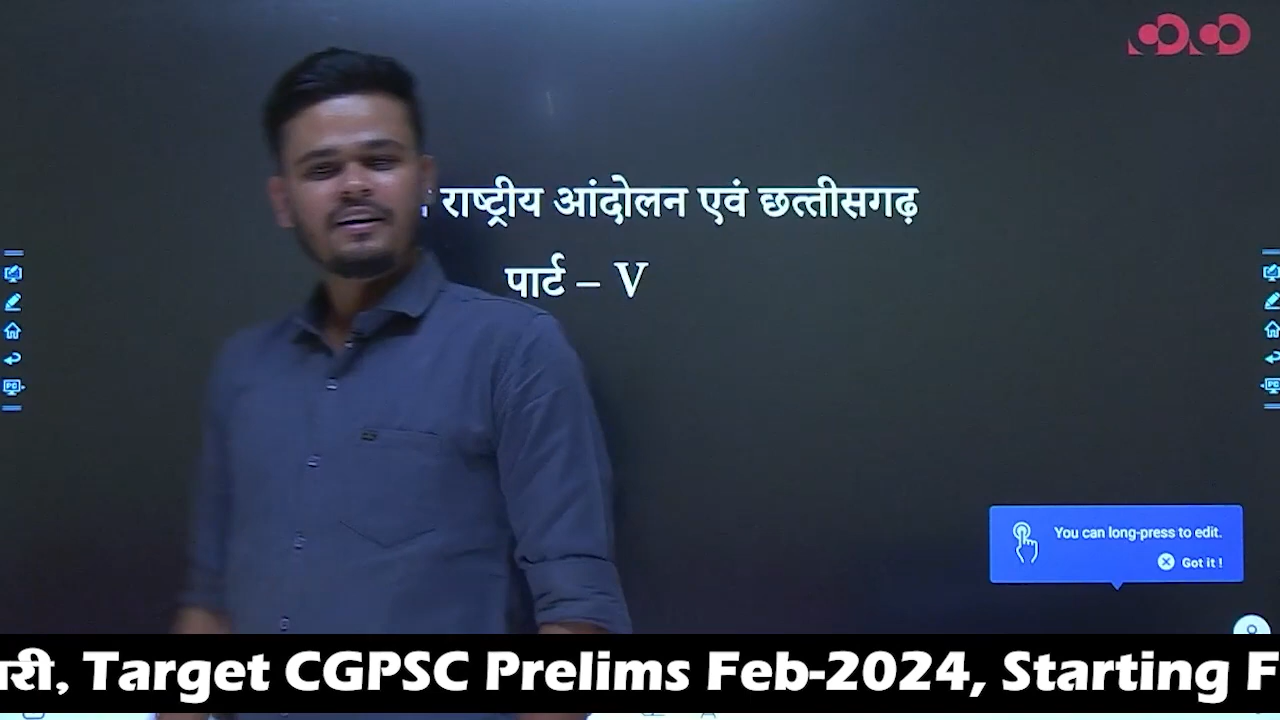 राष्ट्रीय आंदोलन एवं छत्तीसगढ़
पार्ट – V
You can long-press to edit.
Got it !
Target CGPSC Prelims Feb-2024, Starting